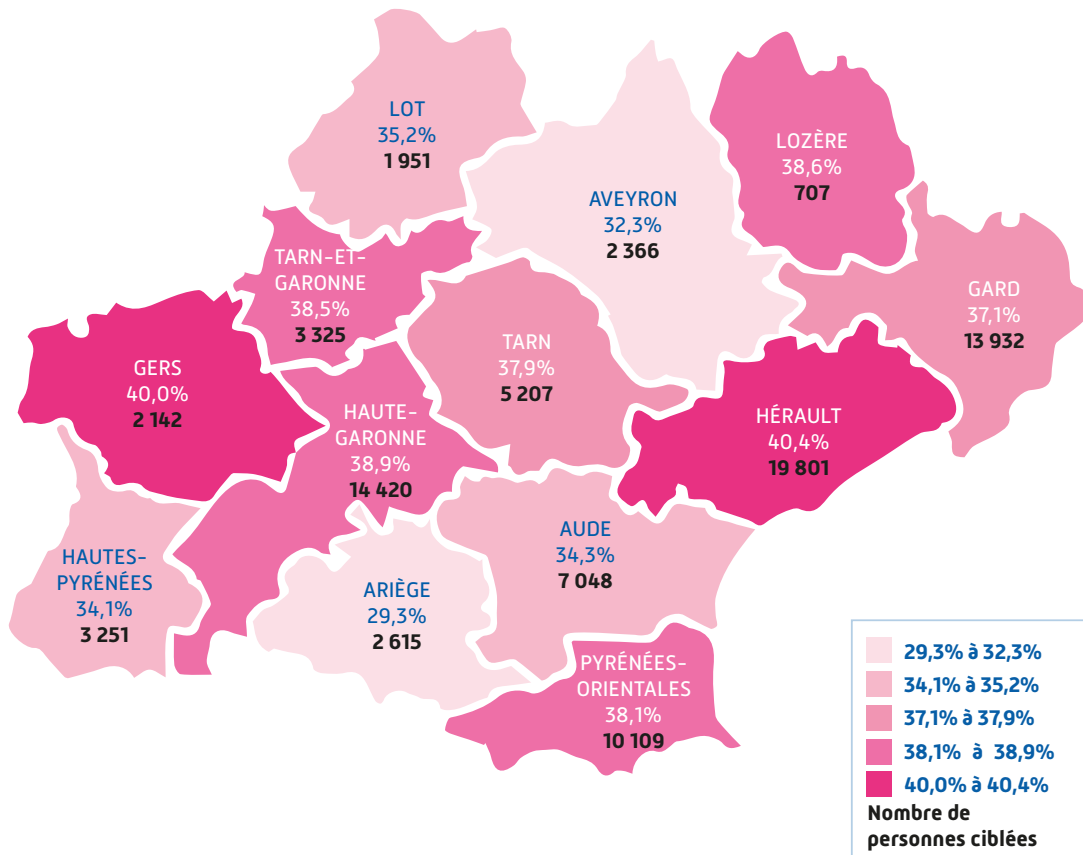 LOT
35,2%
1 951
LOZÈRE
38,6%
707
AVEYRON
32,3%
2 366
TARN-ET-
GARONNE
38,5%
3 325
GARD
37,1%
13 932
TARN
37,9%
5 207
GERS
40,0%
2 142
HAUTE-
GARONNE
38,9%
14 420
HÉRAULT
40,4%
19 801
AUDE
34,3%
7 048
HAUTES-
PYRÉNÉES
34,1%
3 251
ARIÈGE
29,3%
2 615
PYRÉNÉES-
ORIENTALES
38,1%
10 109
29,3% à 32,3%
34,1% à 35,2%
37,1% à 37,9%
38,1% à 38,9%
40,0% à 40,4%
Nombre de
personnes ciblées